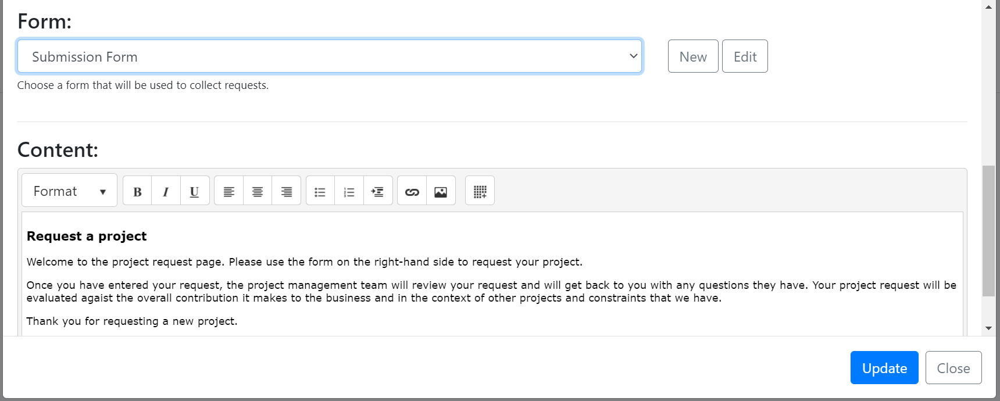 Form:
Submission Form
New
Edit
Choose a form that will be used to collect requests.
Content:
Format
B
I
U
Request a project
Welcome to the project request page. Please use the form on the right-hand side to request your project.
Once you have entered your request, the project management team will review your request and will get back to you with any questions they have. Your project request will be
evaluated agaist the overall contribution it makes to the business and in the context of other projects and constraints that we have.
Thank you for requesting a new project.
Update
Close